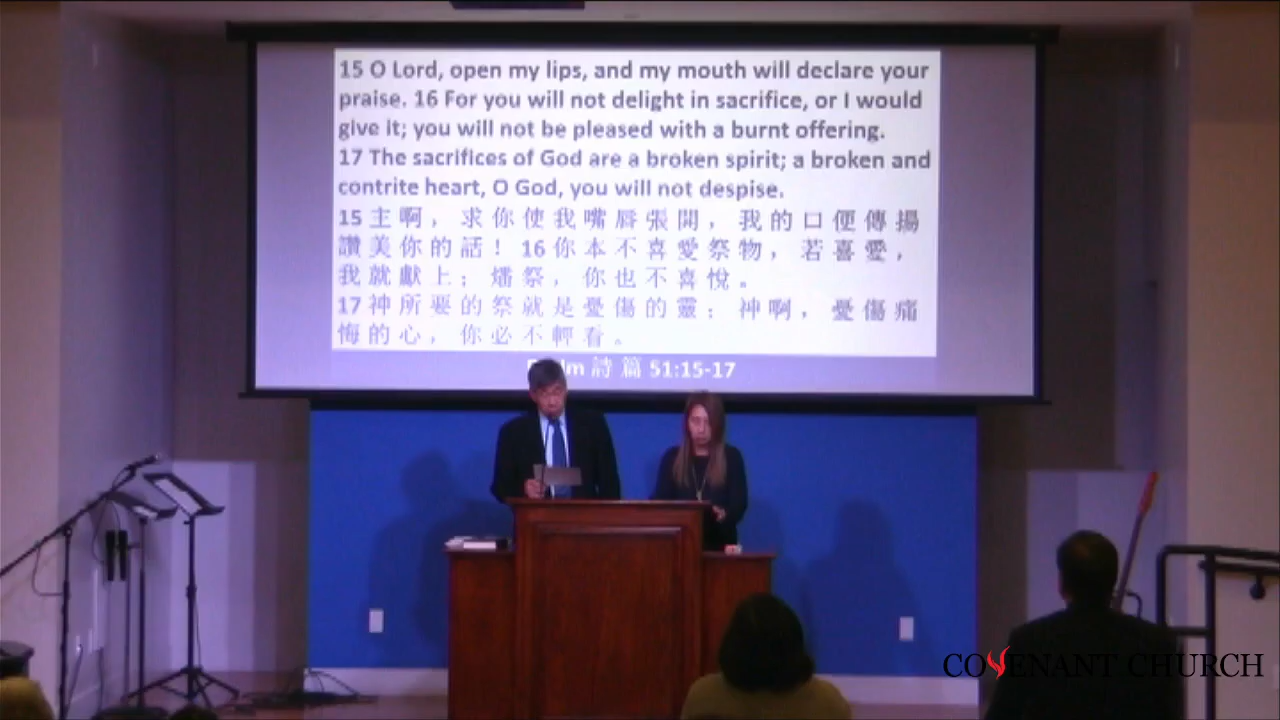 15 O Lord, open my lips, and my mouth will declare your
praise. 16 For you will not delight in sacrifice, or I would
give it; you will not be pleased with a burnt offering.
17 The sacrifices of God are a broken spirit; a broken and
contrite heart, O God, you will not despise.
15 主啊，求你使我嘴唇張開，我的口便傳揚
讚美你的話！16 你本不喜愛祭物，若喜愛，
我就獻上；燔祭，你也不喜悅。
17 神所要的祭就是憂傷的靈；神啊，憂傷痛
悔的心，你必不輕看。
詩篇 51:15-17
COVENANT CHURCH